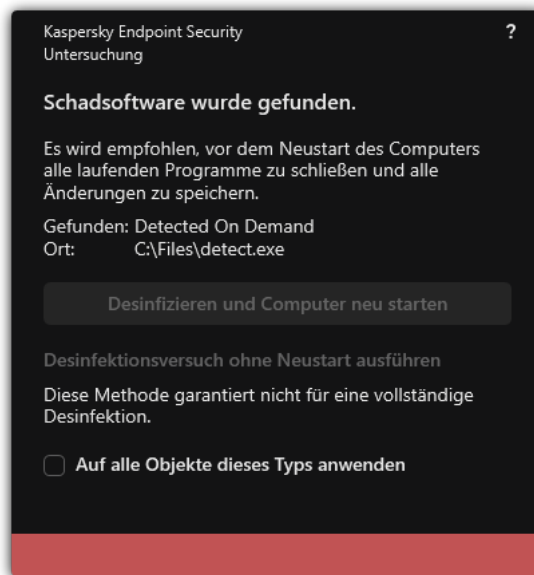 Kaspersky Endpoint Security
?
Untersuchung
Schadsoftware wurde gefunden.
Es wird empfohlen, vor dem Neustart des Computers
alle laufenden Programme zu schließen und alle
Änderungen zu speichern.
Gefunden: Detected On Demand
Ort: C:\Files\detect.exe
Desinfizieren und Computer neu starten
Desinfektionsversuch ohne Neustart ausführen
Diese Methode garantiert nicht für eine vollständige
Desinfektion.
Auf alle Objekte dieses Typs anwenden